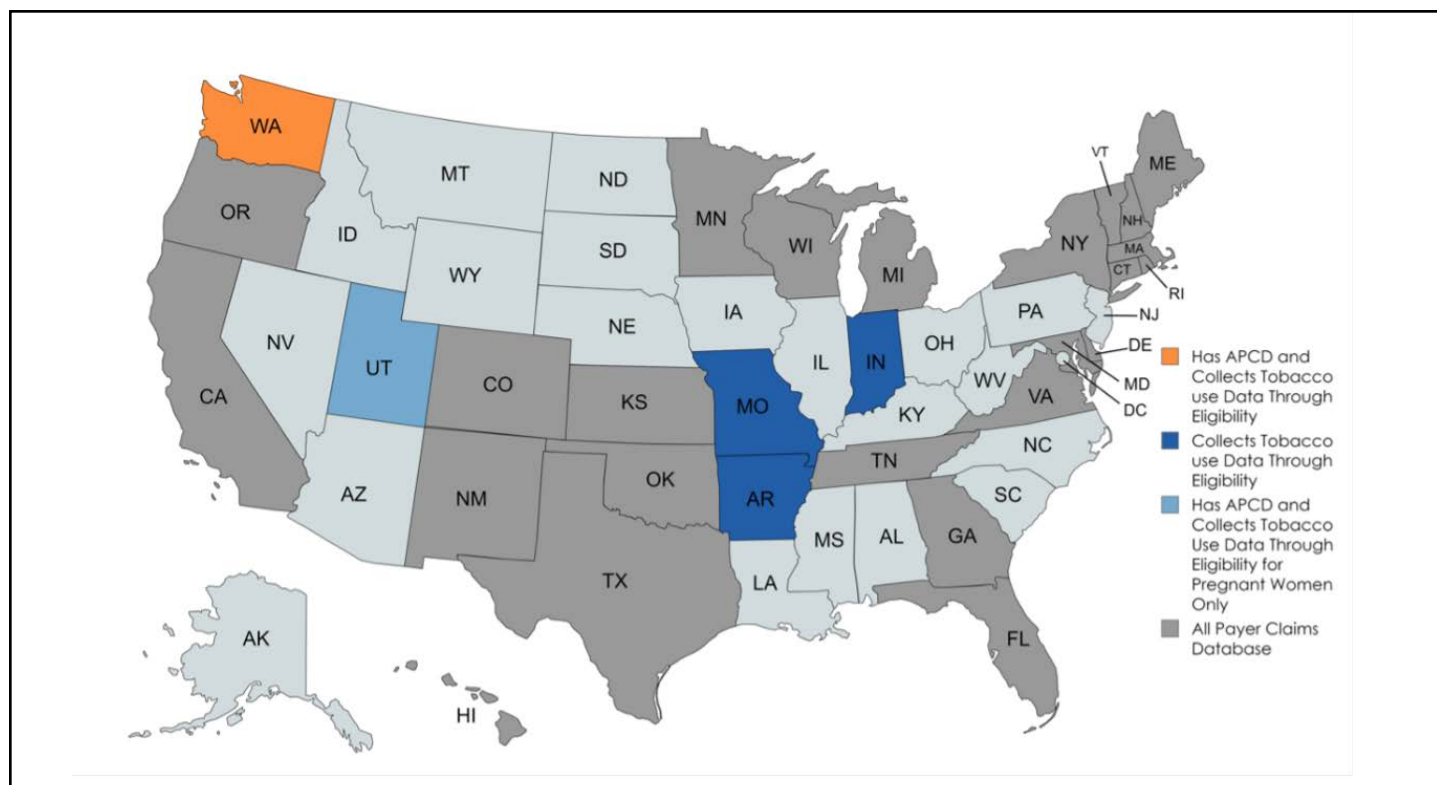 WA
MT
ND
MN
VT
ME
OR
ID
SD
WI
NY
NH
MA
WY
MI
CT
RI
IA
PA
NJ
NE
NV
OH
DE
IL
IN
UT
CO
WV
MD
CA
KS
MO
KY
VA
DC
NC
TN
OK
AZ
NM
AR
SC
MS
AL
GA
TX
LA
AK
FL
HI
Has APCD and
Collects Tobacco
use Data Through
Eligibility
Collects Tobacco
use Data Through
Eligibility
Has APCD and
Collects Tobacco
Use Data Through
Eligibility for
Pregnant Women
Only
All Payer Claims
Database